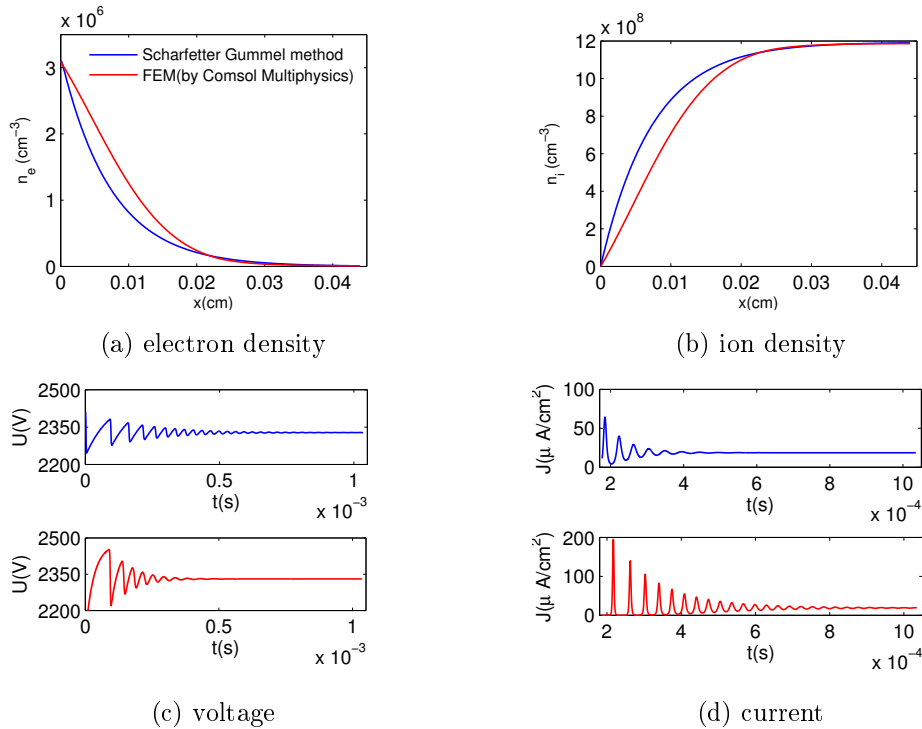 x 10^6
3
2
1
0
n_e (cm^-3)
Scharfetter Gummel method
FEM(by Comsol Multiphysics)
0 0.01 0.02 0.03 0.04
x(cm)
(a) electron density
x 10^8
12
10
8
6
4
2
0
n_i (cm^-3)
0 0.01 0.02 0.03 0.04
x(cm)
(b) ion density
2500
2330
2200
U(V)
0 0.5 1
t(s)
x 10^-3
2500
2330
2200
U(V)
0 0.5 1
t(s)
x 10^-3
(c) voltage
100
50
0
J(μ A/cm^2)
2 4 6 8 10
t(s)
x 10^-4
200
100
0
J(μ A/cm^2)
2 4 6 8 10
t(s)
x 10^-4
(d) current